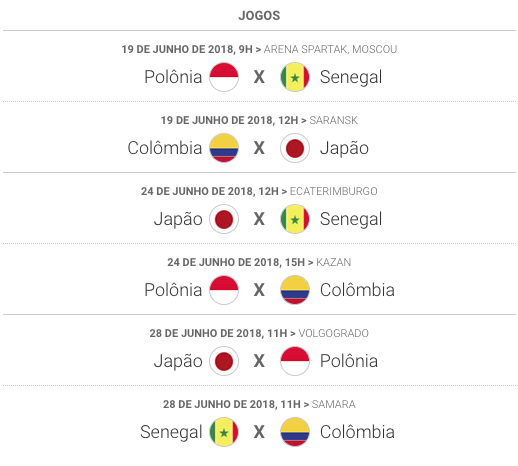 JOGOS
19 DE JUNHO DE 2018, 9H > ARENA SPARTAK, MOSCOU
Polônia X Senegal
19 DE JUNHO DE 2018, 12H > SARANSK
Colômbia X Japão
24 DE JUNHO DE 2018, 12H > ECATERIMBURGO
Japão X Senegal
24 DE JUNHO DE 2018, 15H > KAZAN
Polônia X Colômbia
28 DE JUNHO DE 2018, 11H > VOLGOGRADO
Japão X Polônia
28 DE JUNHO DE 2018, 11H > SAMARA
Senegal X Colômbia